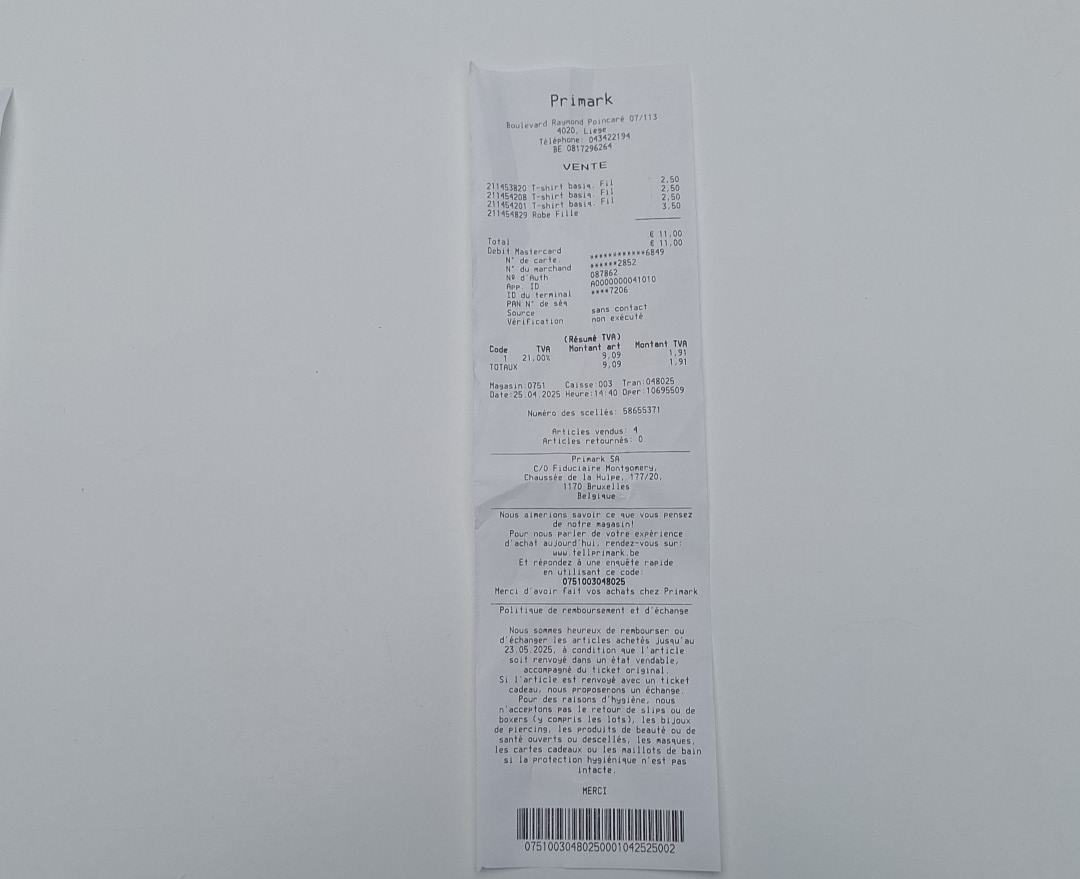 Primark
Boulevard Raymond Poincaré 07/113
4020, Liege
Téléphone: 043422194
BE 0817296264
VENTE
211453820 T-shirt basiq. Fil 2,50
211454208 T-shirt basiq. Fil 2,50
211454201 T-shirt basiq. Fil 2,50
211454829 Robe Fille 3,50
Total € 11,00
Debit Mastercard € 11,00
N° de carte. ************6849
N° du marchand ******2852
Nº d'Auth 087862
App. ID A0000000041010
ID du terminal ****7206
PAN N° de séq
Source sans contact
Vérification non exécuté
(Résumé TVA)
Code TVA Montant art Montant TVA
1 21,00% 9,09 1,91
TOTAUX 9,09 1,91
Magasin:0751 Caisse:003 Tran:048025
Date:25.04.2025 Heure:14:40 Oper:10695509
Numéro des scellés: 58655371
Articles vendus: 4
Articles retournés: 0
Primark SA
C/O Fiduciaire Montgomery,
Chaussée de la Hulpe, 177/20,
1170 Bruxelles
Belgique
Nous aimerions savoir ce que vous pensez
de notre magasin!
Pour nous parler de votre expérience
d'achat aujourd'hui, rendez-vous sur:
www.tellprimark.be
Et répondez à une enquête rapide
en utilisant ce code:
0751003048025
Merci d'avoir fait vos achats chez Primark
Politique de remboursement et d'échange
Nous sommes heureux de rembourser ou
d'échanger les articles achetés jusqu'au
23.05.2025, à condition que l'article
soit renvoyé dans un état vendable,
accompagné du ticket original.
Si l'article est renvoyé avec un ticket
cadeau, nous proposerons un échange.
Pour des raisons d'hygiène, nous
n'acceptons pas le retour de slips ou de
boxers (y compris les lots), les bijoux
de piercing, les produits de beauté ou de
santé ouverts ou descellés, les masques,
les cartes cadeaux ou les maillots de bain
si la protection hygiénique n'est pas
intacte.
MERCI
07510030480250001042525002